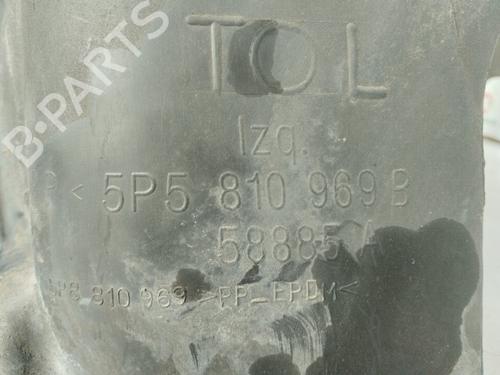 B-PARTS
TOL
Izq.
P < 5P5 810 969 B
58885 A
5P8 810 969 >PP_EPDM<